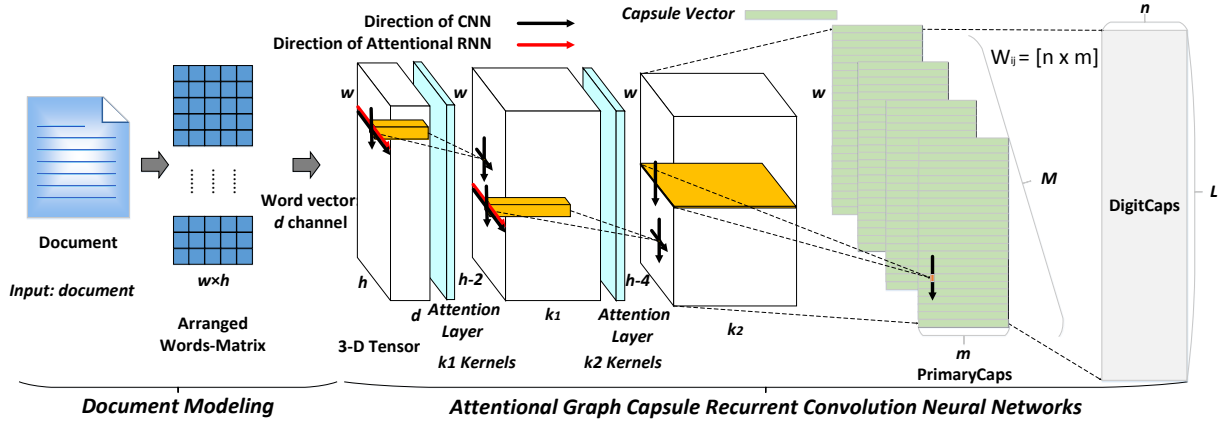 Direction of CNN
Direction of Attentional RNN
Capsule Vector
n
W_ij = [n x m]
w
w
w
w
Document
Input: document
w×h
Arranged
Words-Matrix
Word vector:
d channel
h
d
3-D Tensor
h-2
Attention
Layer
k1
k1 Kernels
h-4
Attention
Layer
k2 Kernels
k2
M
m
PrimaryCaps
DigitCaps
L
Document Modeling
Attentional Graph Capsule Recurrent Convolution Neural Networks